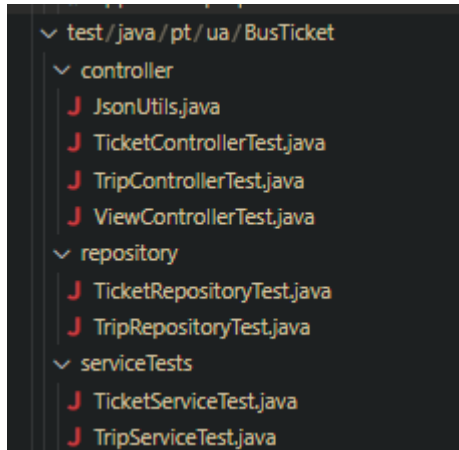 test/java/pt/ua/BusTicket
controller
J JsonUtils.java
J TicketControllerTest.java
J TripControllerTest.java
J ViewControllerTest.java
repository
J TicketRepositoryTest.java
J TripRepositoryTest.java
serviceTests
J TicketServiceTest.java
J TripServiceTest.java